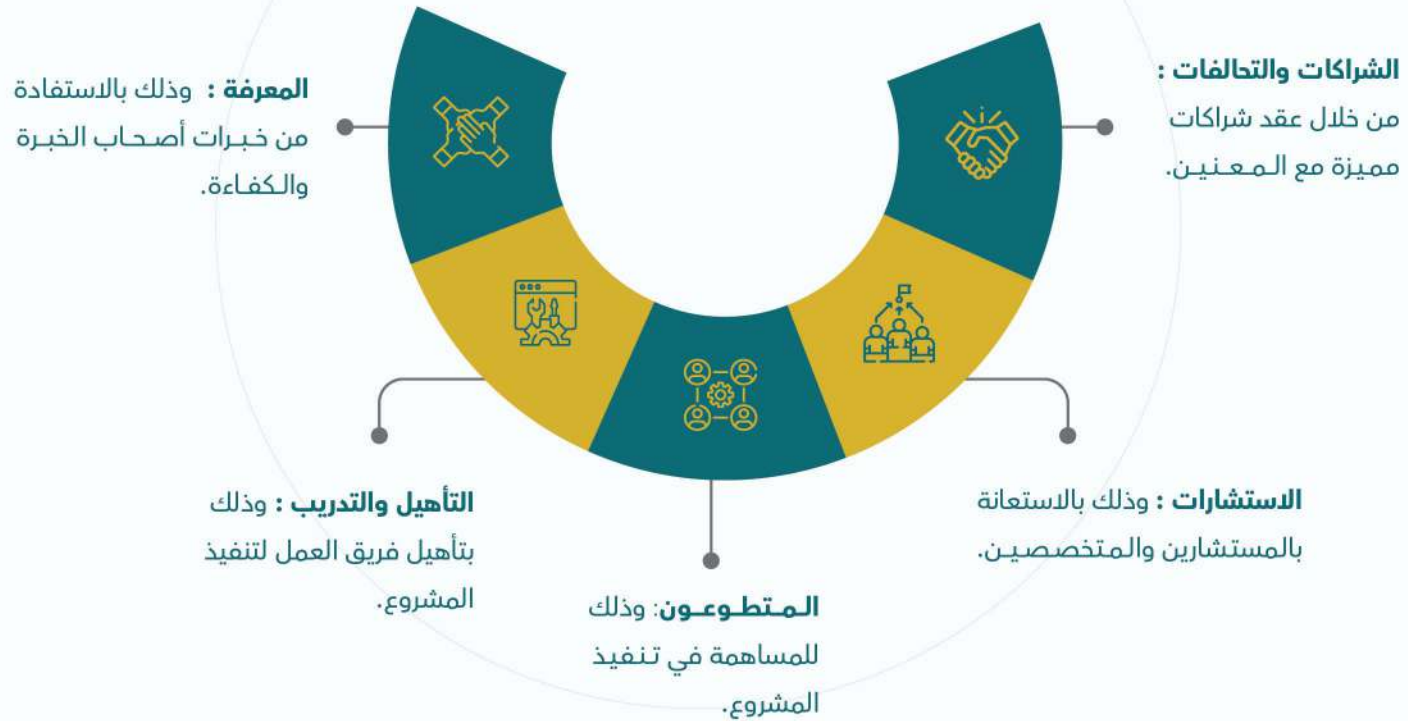 الشراكات والتحالفات :
من خلال عقد شراكات
مميزة مع المعنيين.
الاستشارات : وذلك بالاستعانة
بالمستشارين والمتخصصين.
المتطوعون: وذلك
للمساهمة في تنفيذ
المشروع.
التأهيل والتدريب : وذلك
بتأهيل فريق العمل لتنفيذ
المشروع.
المعرفة : وذلك بالاستفادة
من خبرات أصحاب الخبرة
والكفاءة.